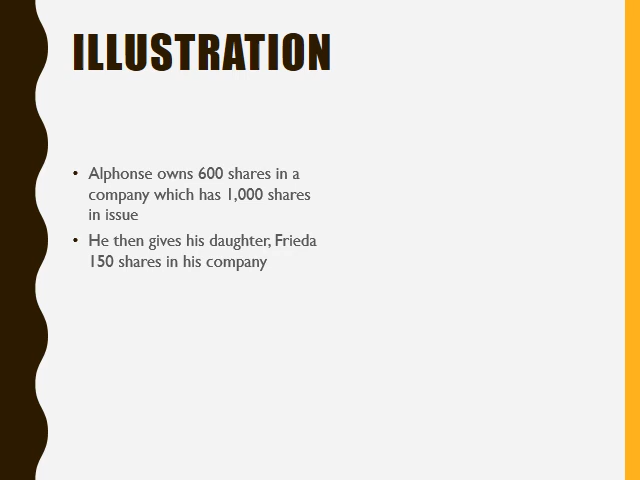 ILLUSTRATION
• Alphonse owns 600 shares in a
company which has 1,000 shares
in issue
• He then gives his daughter, Frieda
150 shares in his company